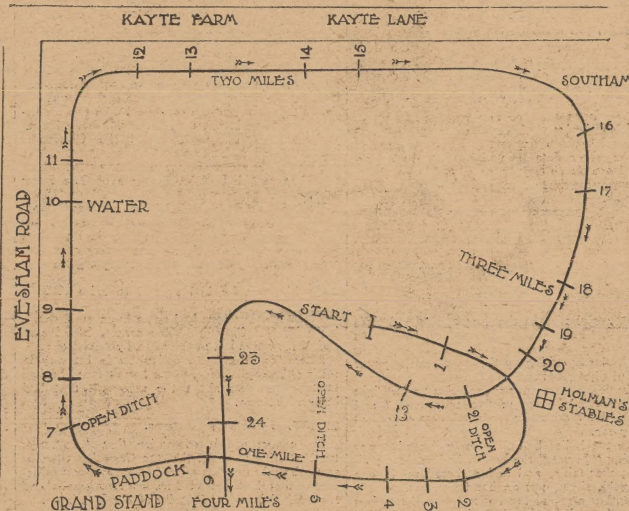 KAYTE FARM
KAYTE LANE
12
13
14
15
TWO MILES
SOUTHAM
16
11
17
10
WATER
EVESHAM ROAD
THREE MILES
18
9
START
19
1
20
23
8
22
HOLMAN'S
STABLES
OPEN DITCH
21
OPEN
DITCH
24
OPEN DITCH
7
ONE MILE
6
5
4
3
2
PADDOCK
GRAND STAND
FOUR MILES